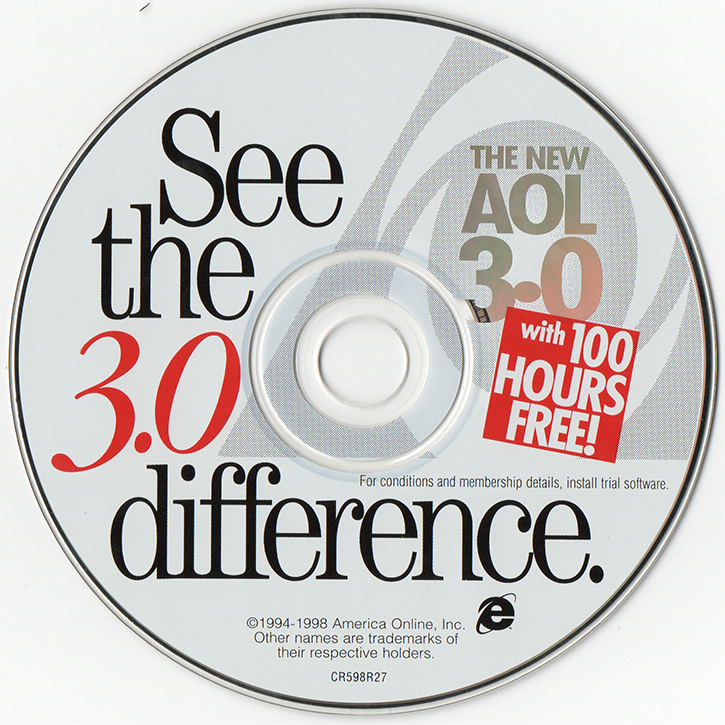 See
the
3.0
difference.
THE NEW
AOL
3.0
with 100
HOURS
FREE!
For conditions and membership details, install trial software.
©1994-1998 America Online, Inc.
Other names are trademarks of
their respective holders.
CR598R27
e